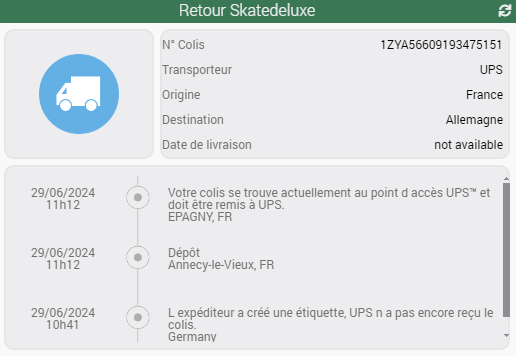 Retour Skatedeluxe
N° Colis 1ZYA56609193475151
Transporteur UPS
Origine France
Destination Allemagne
Date de livraison not available
29/06/2024 Votre colis se trouve actuellement au point d accès UPS™ et
11h12 doit être remis à UPS.
EPAGNY, FR
29/06/2024 Dépôt
11h12 Annecy-le-Vieux, FR
29/06/2024 L expéditeur a créé une étiquette, UPS n a pas encore reçu le
10h41 colis.
Germany